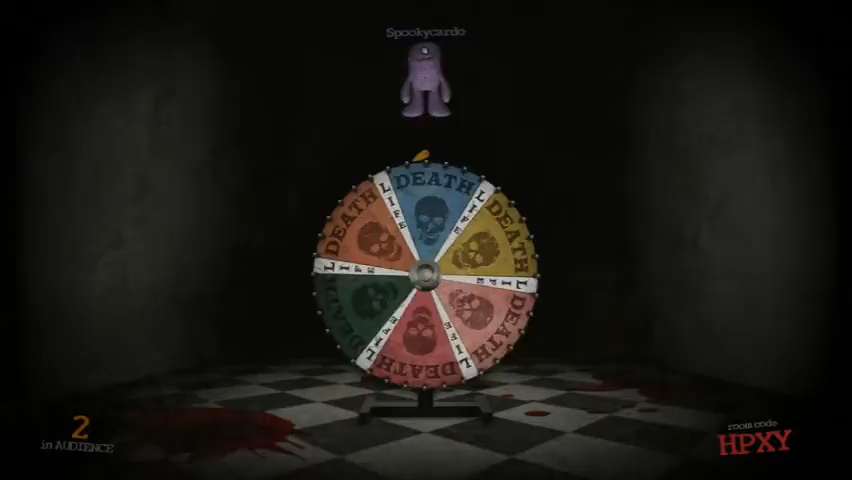 Spookycardo
DEATH
LIFE
DEATH
LIFE
DEATH
LIFE
DEATH
LIFE
DEATH
LIFE
DEATH
LIFE
2
in AUDIENCE
room code
HPXY